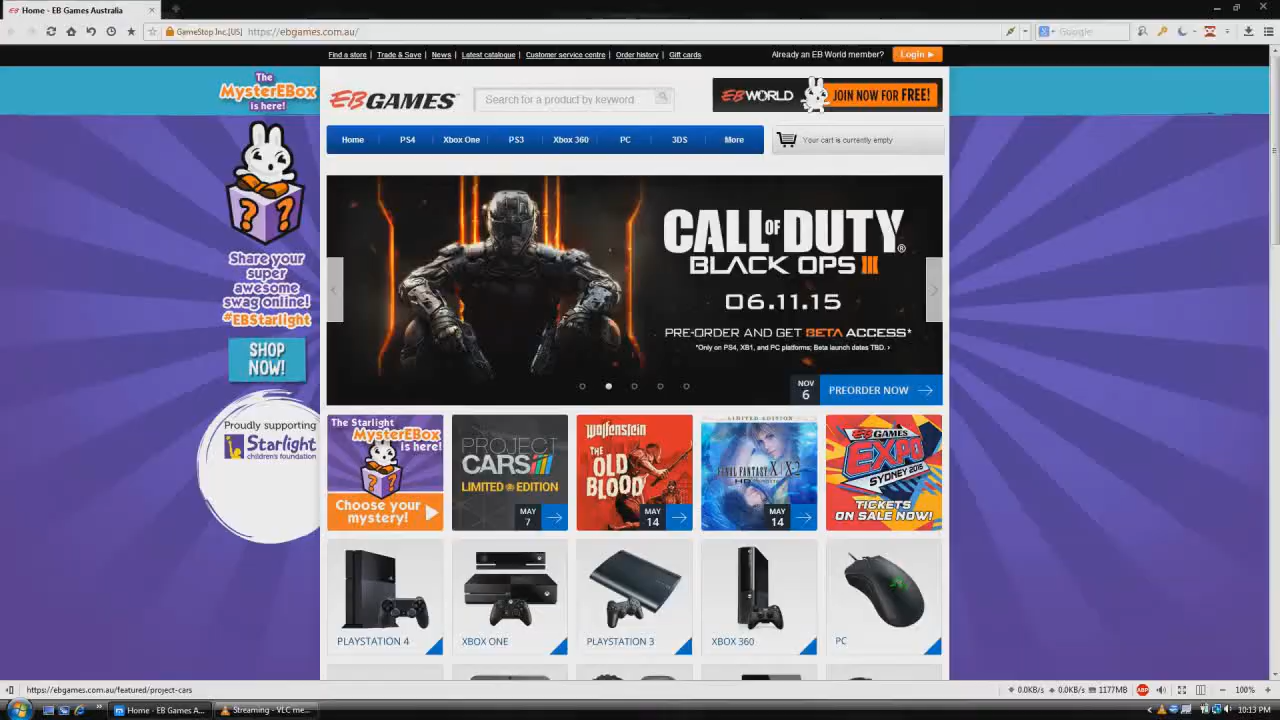 Home - EB Games Australia
GameStop Inc.[US] https://ebgames.com.au/
Google
Find a store | Trade & Save | News | Latest catalogue | Customer service centre | Order history | Gift cards
Already an EB World member?
Login
The
MysterEBox
is here!
EB GAMES
Search for a product by keyword
EB WORLD
JOIN NOW FOR FREE!
Home
PS4
Xbox One
PS3
Xbox 360
PC
3DS
More
Your cart is currently empty
? ?
Share your
super
awesome
swag online!
#EBStarlight
SHOP
NOW!
Proudly supporting
Starlight
children's foundation
CALL OF DUTY®
BLACK OPS III
06.11.15
PRE-ORDER AND GET BETA ACCESS*
*Only on PS4, XB1, and PC platforms; Beta launch dates TBD. ›
NOV
6
PREORDER NOW
The Starlight
MysterEBox
is here!
? ?
Choose your
mystery!
PROJECT
CARS
LIMITED EDITION
MAY
7
Wolfenstein
THE
OLD
BLOOD
MAY
14
LIMITED EDITION
FINAL FANTASY X/X-2
HD
MAY
14
EB GAMES
EXPO
SYDNEY 2015
TICKETS
ON SALE NOW!
PLAYSTATION 4
XBOX ONE
PLAYSTATION 3
XBOX 360
PC
https://ebgames.com.au/featured/project-cars
0.0KB/s
0.0KB/s
1177MB
ABP
100%
Home - EB Games A...
Streaming - VLC me...
10:13 PM